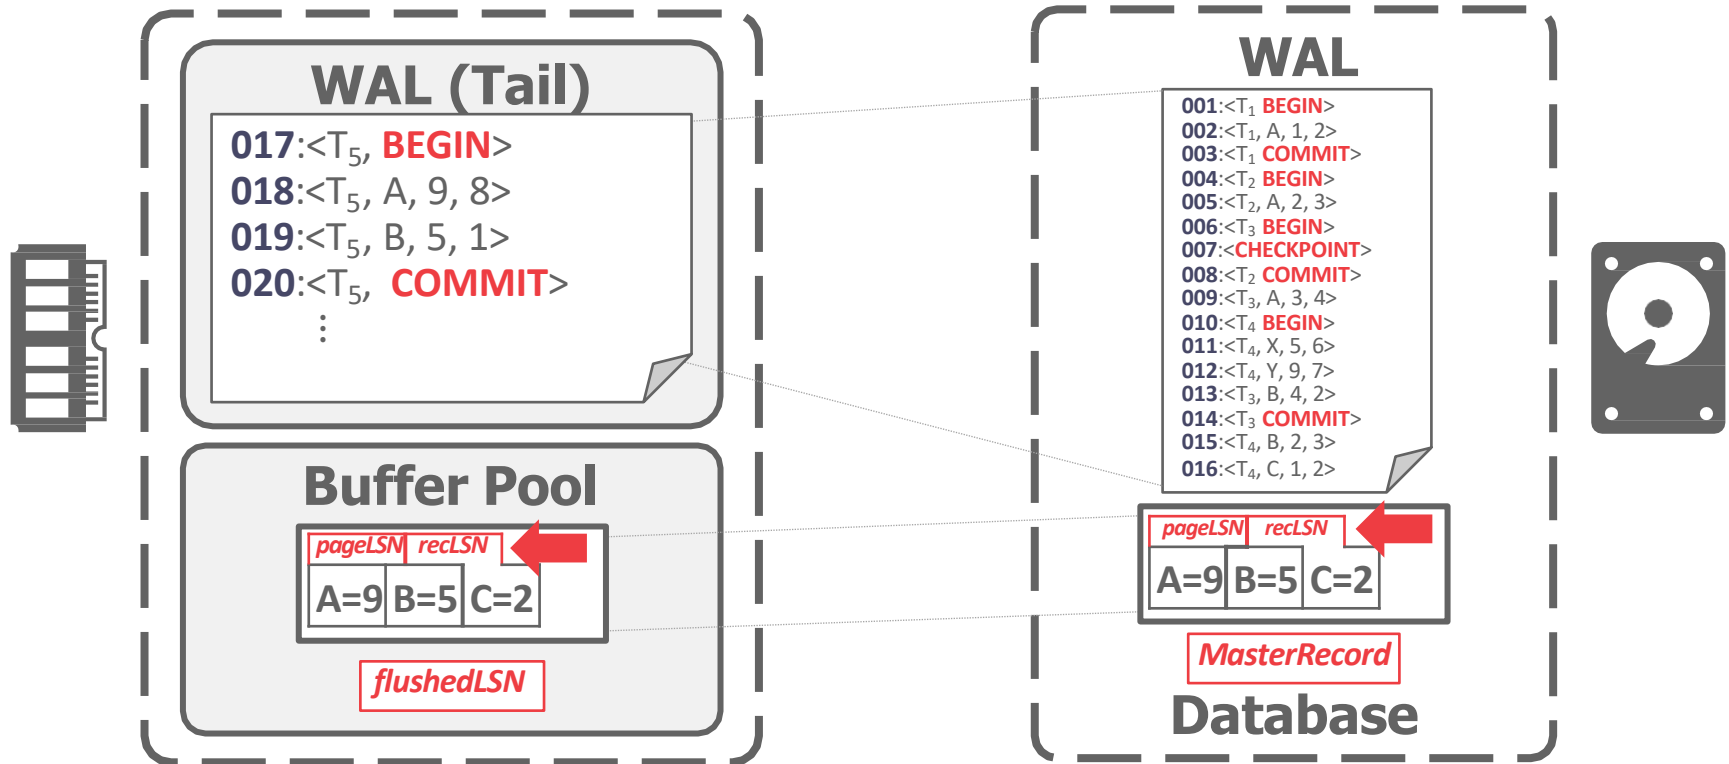 WAL (Tail)
017:<T₅, BEGIN>
018:<T₅, A, 9, 8>
019:<T₅, B, 5, 1>
020:<T₅, COMMIT>
⋮
Buffer Pool
pageLSN recLSN
A=9 B=5 C=2
flushedLSN
WAL
001:<T₁ BEGIN>
002:<T₁, A, 1, 2>
003:<T₁ COMMIT>
004:<T₂ BEGIN>
005:<T₂, A, 2, 3>
006:<T₃ BEGIN>
007:<CHECKPOINT>
008:<T₂ COMMIT>
009:<T₃, A, 3, 4>
010:<T₄ BEGIN>
011:<T₄, X, 5, 6>
012:<T₄, Y, 9, 7>
013:<T₃, B, 4, 2>
014:<T₃ COMMIT>
015:<T₄, B, 2, 3>
016:<T₄, C, 1, 2>
pageLSN recLSN
A=9 B=5 C=2
MasterRecord
Database